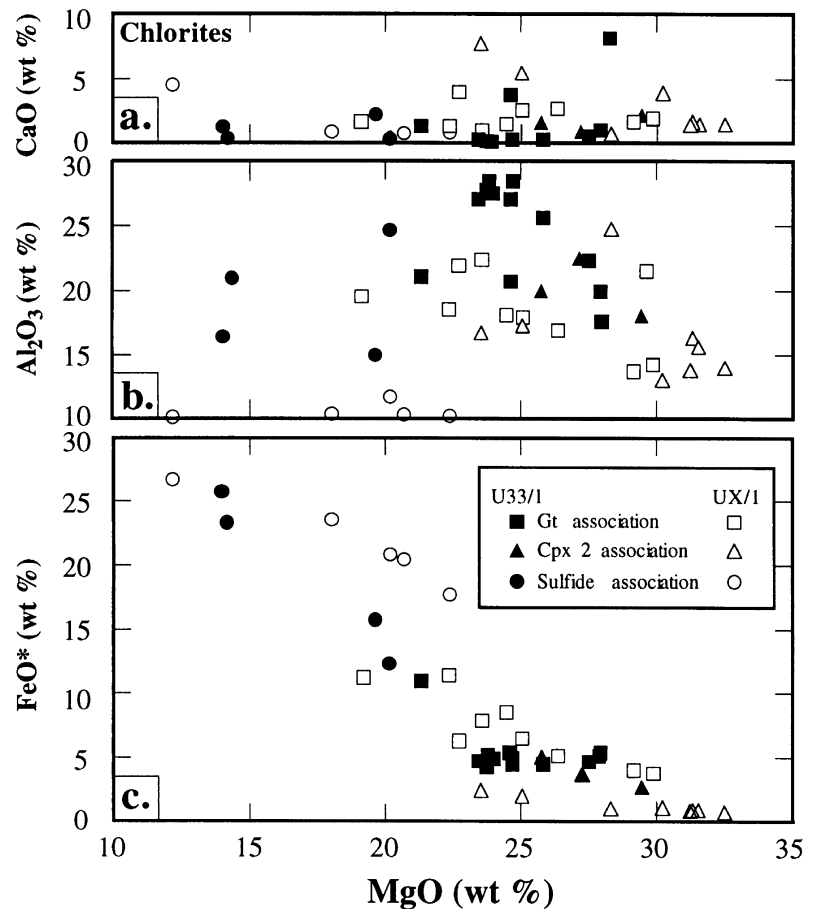 Chlorites
CaO (wt %)
10
5
0
a.
Al₂O₃ (wt %)
30
25
20
15
10
b.
FeO* (wt %)
30
25
20
15
10
5
0
c.
U33/1 UX/1
Gt association
Cpx 2 association
Sulfide association
10 15 20 25 30 35
MgO (wt %)